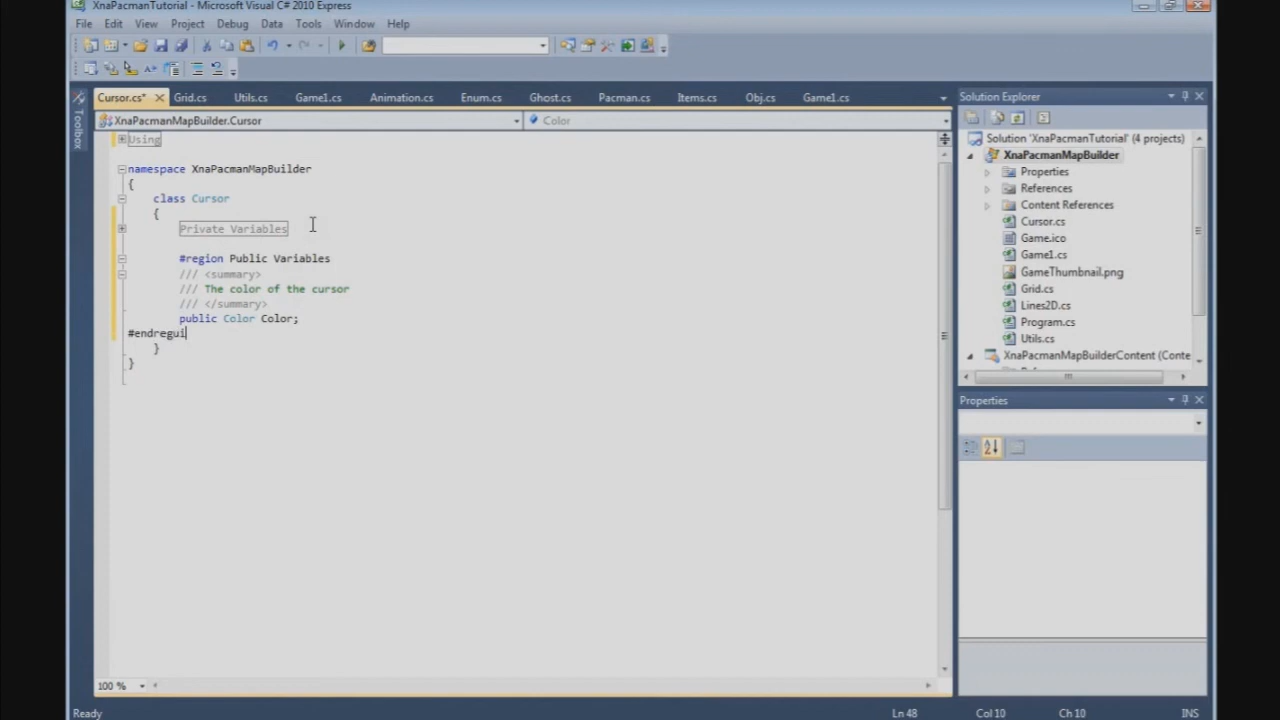 XnaPacmanTutorial - Microsoft Visual C# 2010 Express
File Edit View Project Debug Data Tools Window Help
Cursor.cs* Grid.cs Utils.cs Game1.cs Animation.cs Enum.cs Ghost.cs Pacman.cs Items.cs Obj.cs Game1.cs
XnaPacmanMapBuilder.Cursor Color
Toolbox
Using
namespace XnaPacmanMapBuilder
{
class Cursor
{
Private Variables
#region Public Variables
/// <summary>
/// The color of the cursor
/// </summary>
public Color Color;
#endregui
}
}
100 %
Solution Explorer
Solution 'XnaPacmanTutorial' (4 projects)
XnaPacmanMapBuilder
Properties
References
Content References
Cursor.cs
Game.ico
Game1.cs
GameThumbnail.png
Grid.cs
Lines2D.cs
Program.cs
Utils.cs
XnaPacmanMapBuilderContent (Conte
Properties
Ready Ln 48 Col 10 Ch 10 INS